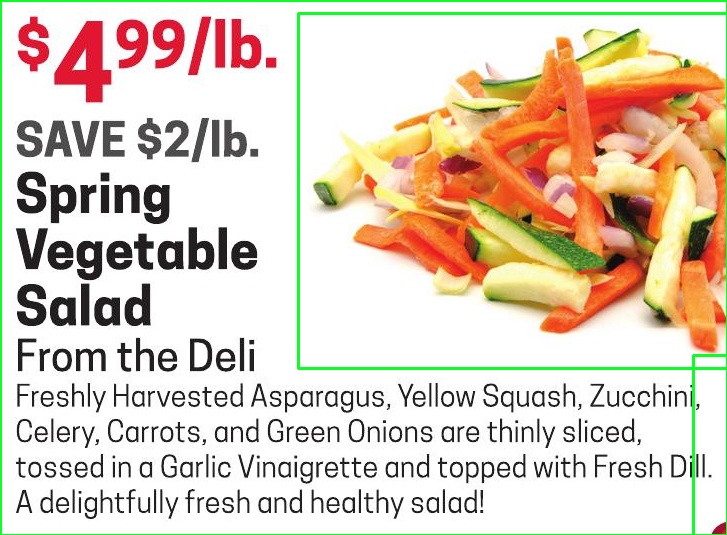 $4.99/lb.
SAVE $2/lb.
Spring
Vegetable
Salad
From the Deli
Freshly Harvested Asparagus, Yellow Squash, Zucchini,
Celery, Carrots, and Green Onions are thinly sliced,
tossed in a Garlic Vinaigrette and topped with Fresh Dill.
A delightfully fresh and healthy salad!